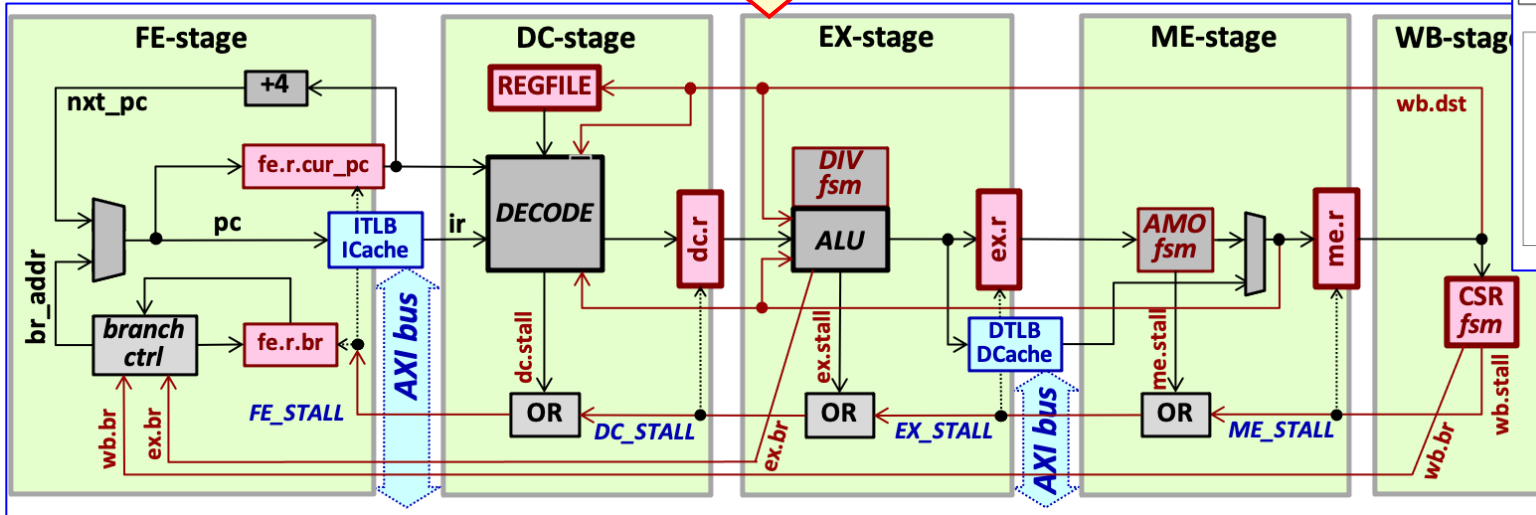 FE-stage
DC-stage
EX-stage
ME-stage
WB-stag
+4
nxt_pc
REGFILE
wb.dst
fe.r.cur_pc
DIV
fsm
pc
ITLB
ICache
ir
DECODE
dc.r
ALU
ex.r
AMO
fsm
me.r
br_addr
branch
ctrl
fe.r.br
AXI bus
dc.stall
ex.stall
DTLB
DCache
me.stall
CSR
fsm
wb.stall
FE_STALL
OR
DC_STALL
OR
EX_STALL
AXI bus
OR
ME_STALL
wb.br
ex.br
ex.br
wb.br